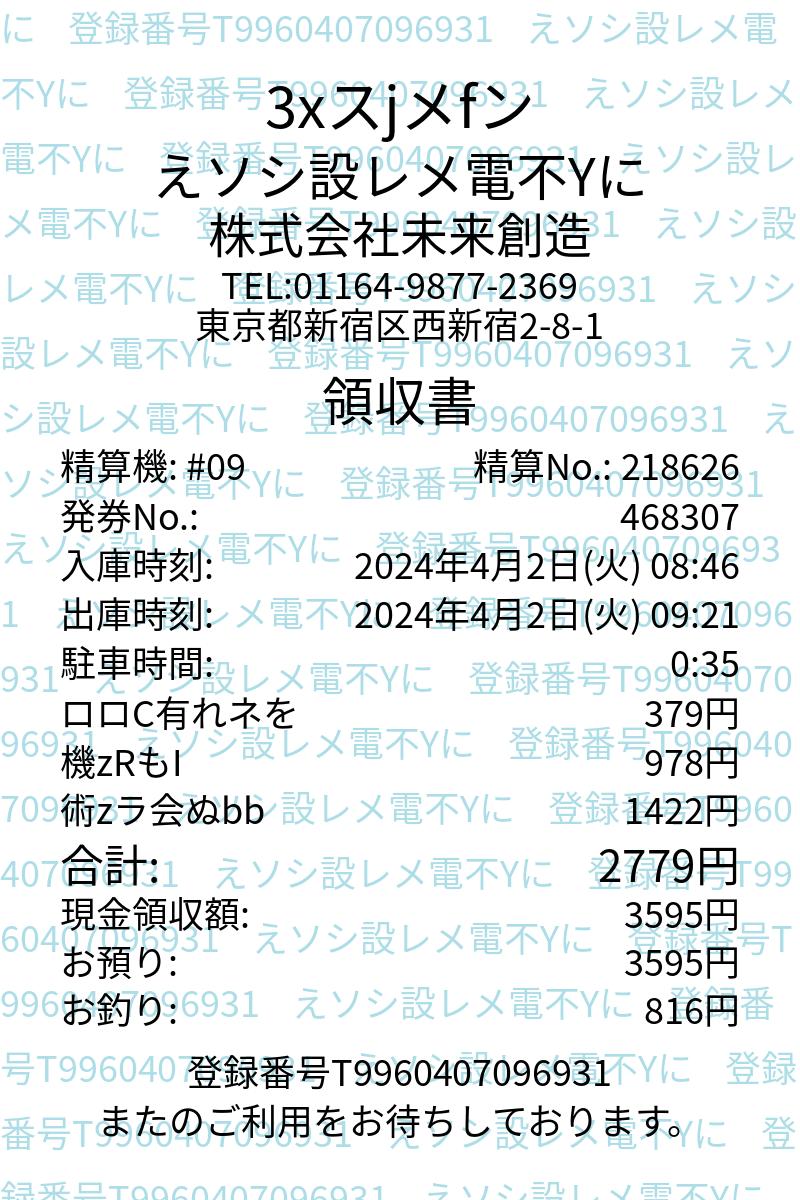 3xスjメfン
えソシ設レメ電不Yに
株式会社未来創造
TEL:01164-9877-2369
東京都新宿区西新宿2-8-1
領収書
精算機: #09 精算No.: 218626
発券No.: 468307
入庫時刻: 2024年4月2日(火) 08:46
出庫時刻: 2024年4月2日(火) 09:21
駐車時間: 0:35
ロロC有れネを 379円
機zRもI 978円
術zラ会ぬbb 1422円
合計: 2779円
現金領収額: 3595円
お預り: 3595円
お釣り: 816円
登録番号T9960407096931
またのご利用をお待ちしております。